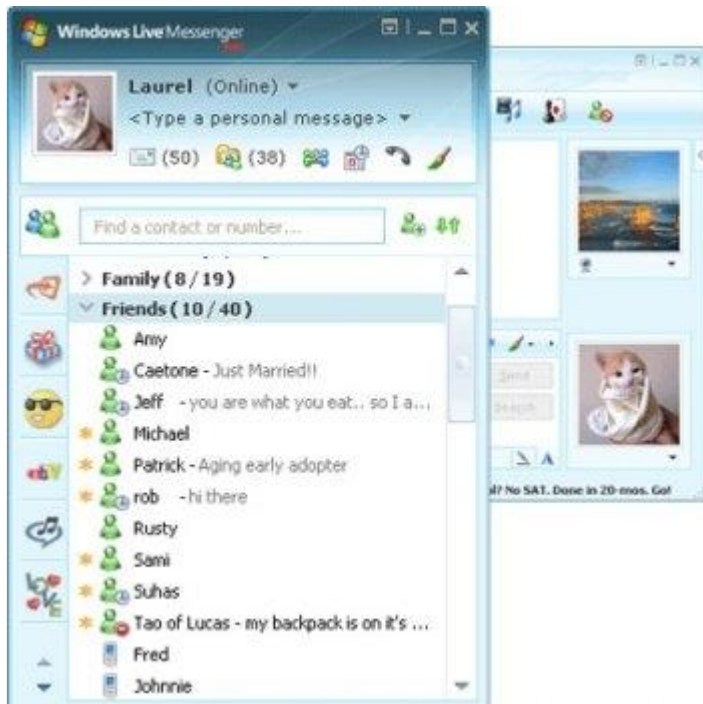 Windows Live Messenger
Laurel (Online)
<Type a personal message>
(50) (38)
Find a contact or number...
Family ( 8 / 19 )
Friends ( 10 / 40 )
Amy
Caetone - Just Married!!
Jeff - you are what you eat.. so I a...
Michael
Patrick - Aging early adopter
rob - hi there
Rusty
Sami
Suhas
Tao of Lucas - my backpack is on it's ...
Fred
Johnnie
ebY
LOVE
Send
Search
A
No SAT. Done in 20-mos. Go!